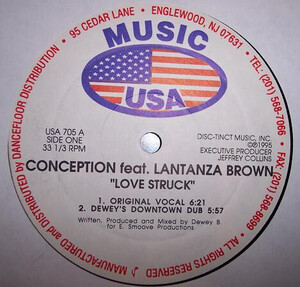 MANUFACTURED and DISTRIBUTED by DANCEFLOOR DISTRIBUTION • 95 CEDAR LANE • ENGLEWOOD, NJ 07631 • TEL: (201) 568-7066
MUSIC
USA
USA 705 A
SIDE ONE
33 1/3 RPM
DISC-TINCT MUSIC, INC
©℗1995
EXECUTIVE PRODUCER
JEFFREY COLLINS
CONCEPTION feat. LANTANZA BROWN
"LOVE STRUCK"
1. ORIGINAL VOCAL 6:21
2. DEWEY'S DOWNTOWN DUB 5:57
Written, Produced and Mixed by Dewey B.
for E. Smoove Productions
FAX: (201) 568-8699 • ALL RIGHTS RESERVED